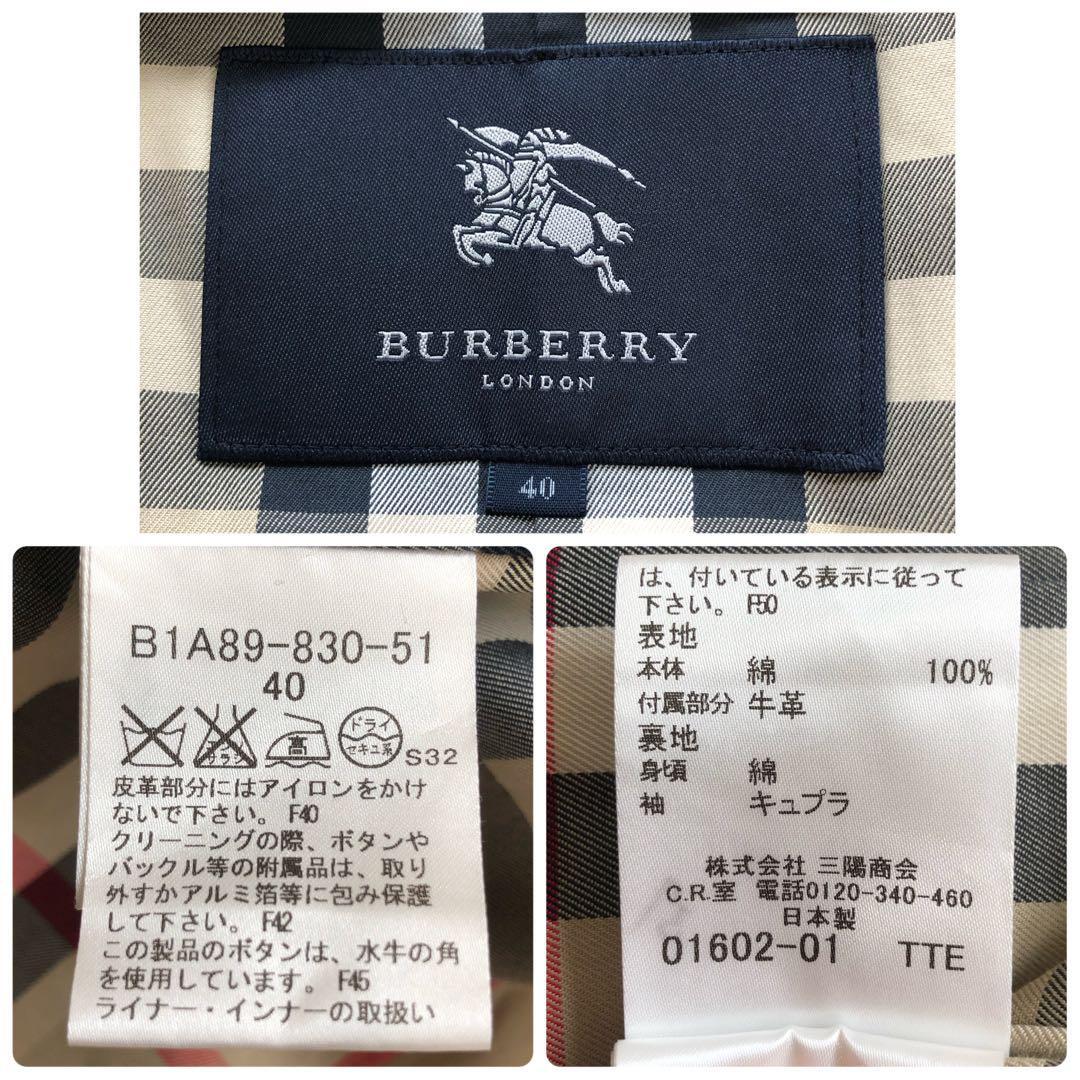 BURBERRY
LONDON
40
B1A89-830-51
40
サラシ
高
ドライ
セキユ系
S32
皮革部分にはアイロンをかけ
ないで下さい。 F40
クリーニングの際、ボタンや
バックル等の附属品は、取り
外すかアルミ箔等に包み保護
して下さい。 F42
この製品のボタンは、水牛の角
を使用しています。 F45
ライナー・インナーの取扱い
は、付いている表示に従って
下さい。 F50
表地
本体 綿 100%
付属部分 牛革
裏地
身頃 綿
袖 キュプラ
株式会社 三陽商会
C.R.室 電話0120-340-460
日本製
01602-01 TTE